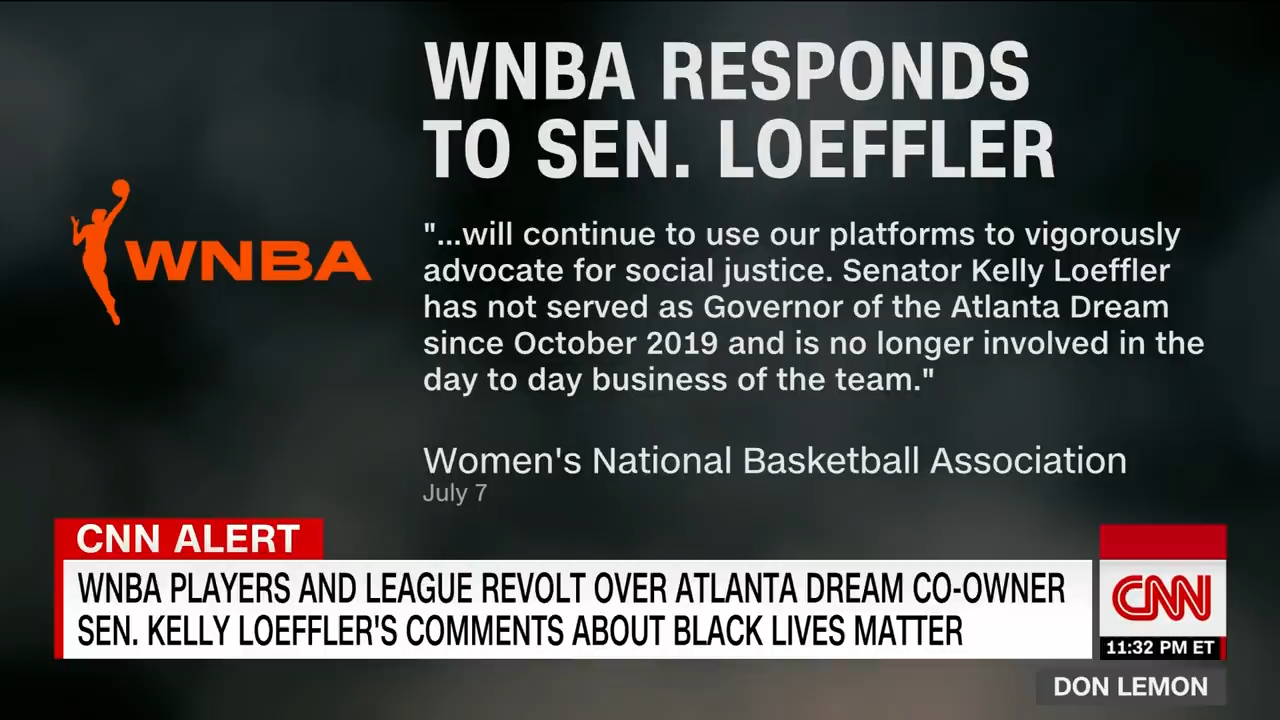 WNBA RESPONDS
TO SEN. LOEFFLER
WNBA
"...will continue to use our platforms to vigorously
advocate for social justice. Senator Kelly Loeffler
has not served as Governor of the Atlanta Dream
since October 2019 and is no longer involved in the
day to day business of the team."
Women's National Basketball Association
July 7
CNN ALERT
WNBA PLAYERS AND LEAGUE REVOLT OVER ATLANTA DREAM CO-OWNER
SEN. KELLY LOEFFLER'S COMMENTS ABOUT BLACK LIVES MATTER
CNN
11:32 PM ET
DON LEMON